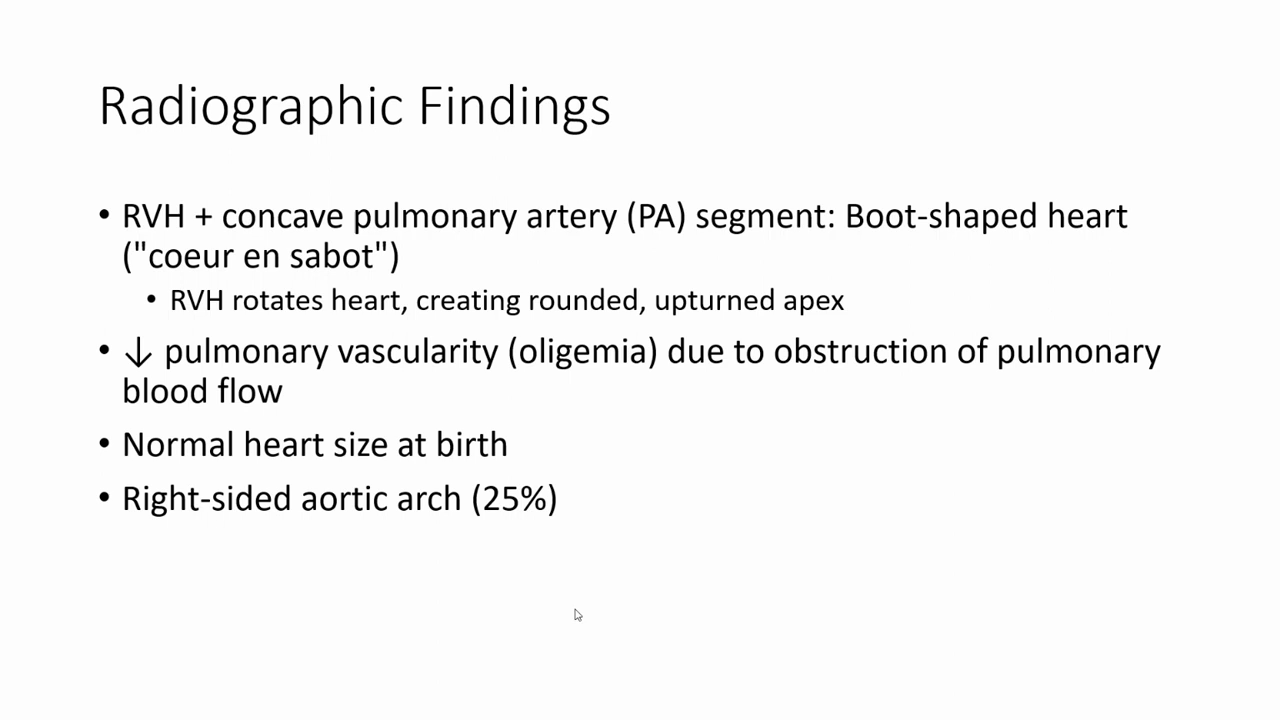 Radiographic Findings
• RVH + concave pulmonary artery (PA) segment: Boot-shaped heart
("coeur en sabot")
• RVH rotates heart, creating rounded, upturned apex
• ↓ pulmonary vascularity (oligemia) due to obstruction of pulmonary
blood flow
• Normal heart size at birth
• Right-sided aortic arch (25%)